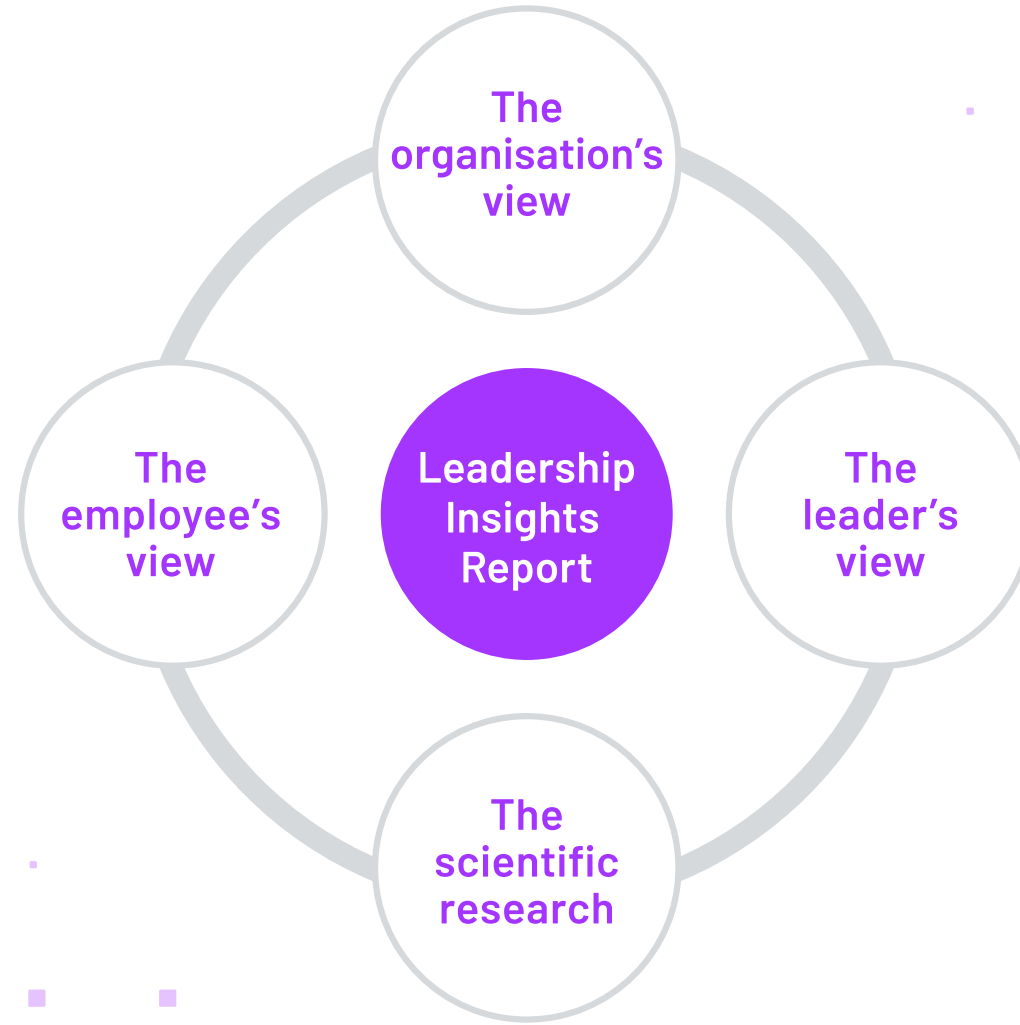 The
organisation’s
view
The
employee’s
view
Leadership
Insights
Report
The
leader’s
view
The
scientific
research